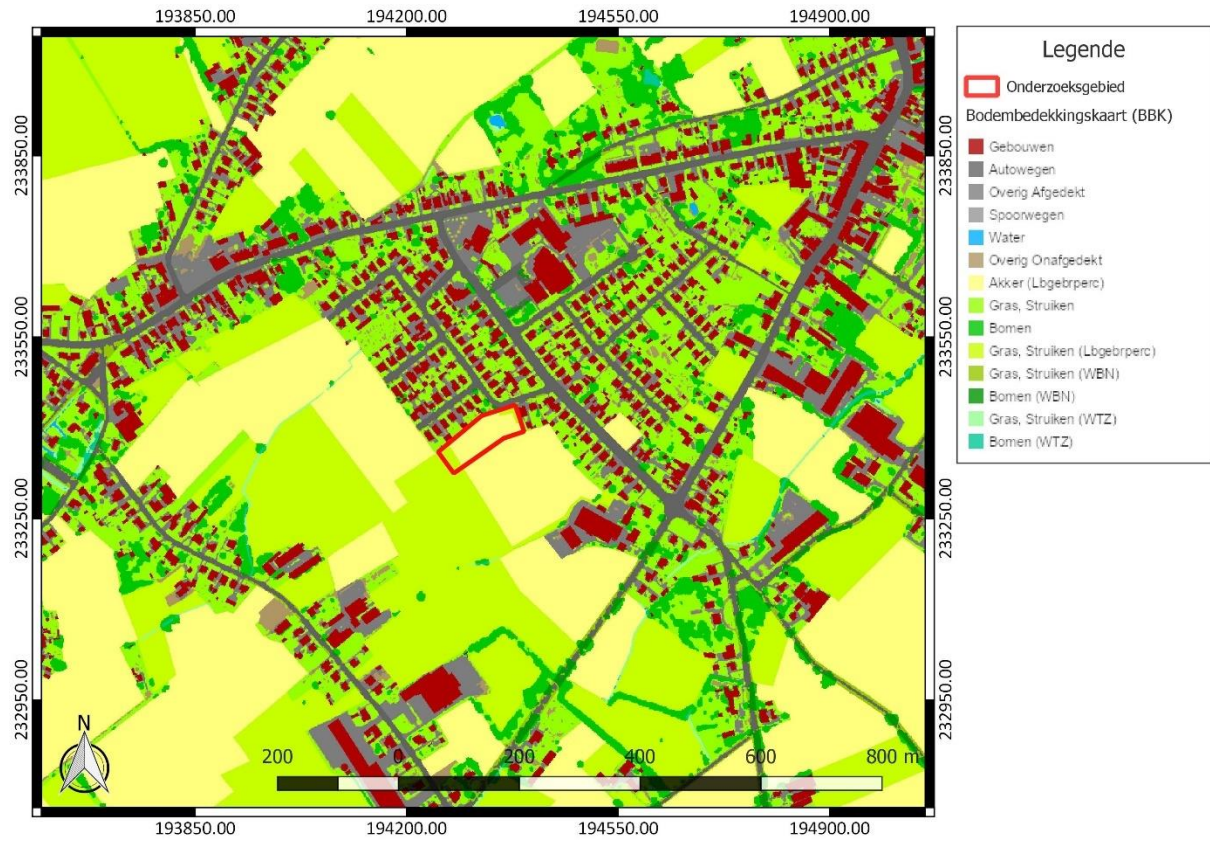 193850.00 194200.00 194550.00 194900.00
233850.00 233850.00
233550.00 233550.00
233250.00 233250.00
232950.00 232950.00
N
200 0 200 400 600 800 m
193850.00 194200.00 194550.00 194900.00
Legende
Onderzoeksgebied
Bodembedekkingskaart (BBK)
Gebouwen
Autowegen
Overig Afgedekt
Spoorwegen
Water
Overig Onafgedekt
Akker (Lbgebrperc)
Gras, Struiken
Bomen
Gras, Struiken (Lbgebrperc)
Gras, Struiken (WBN)
Bomen (WBN)
Gras, Struiken (WTZ)
Bomen (WTZ)